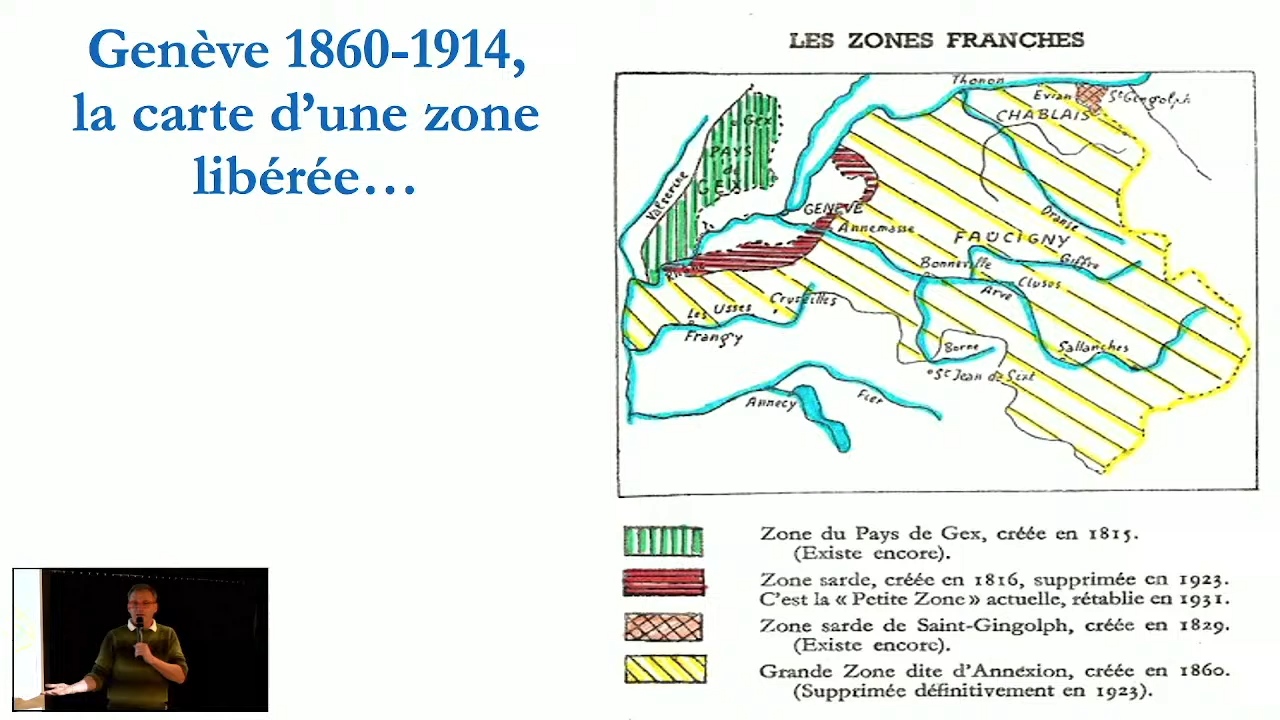 Genève 1860-1914,
la carte d'une zone
libérée…
LES ZONES FRANCHES
Thonon
Evian
St Gingolph
CHABLAIS
Gex
PAYS
de
GEX
Valserine
GENÈVE
Annemasse
Dranse
FAUCIGNY
Bonneville
Giffre
Arve
Cluses
Cruseilles
Les Usses
Frangy
Borne
Sallanches
St Jean de Sixt
Annecy
Fier
Zone du Pays de Gex, créée en 1815.
(Existe encore).
Zone sarde, créée en 1816, supprimée en 1923.
C'est la « Petite Zone » actuelle, rétablie en 1931.
Zone sarde de Saint-Gingolph, créée en 1829.
(Existe encore).
Grande Zone dite d'Annexion, créée en 1860.
(Supprimée définitivement en 1923).